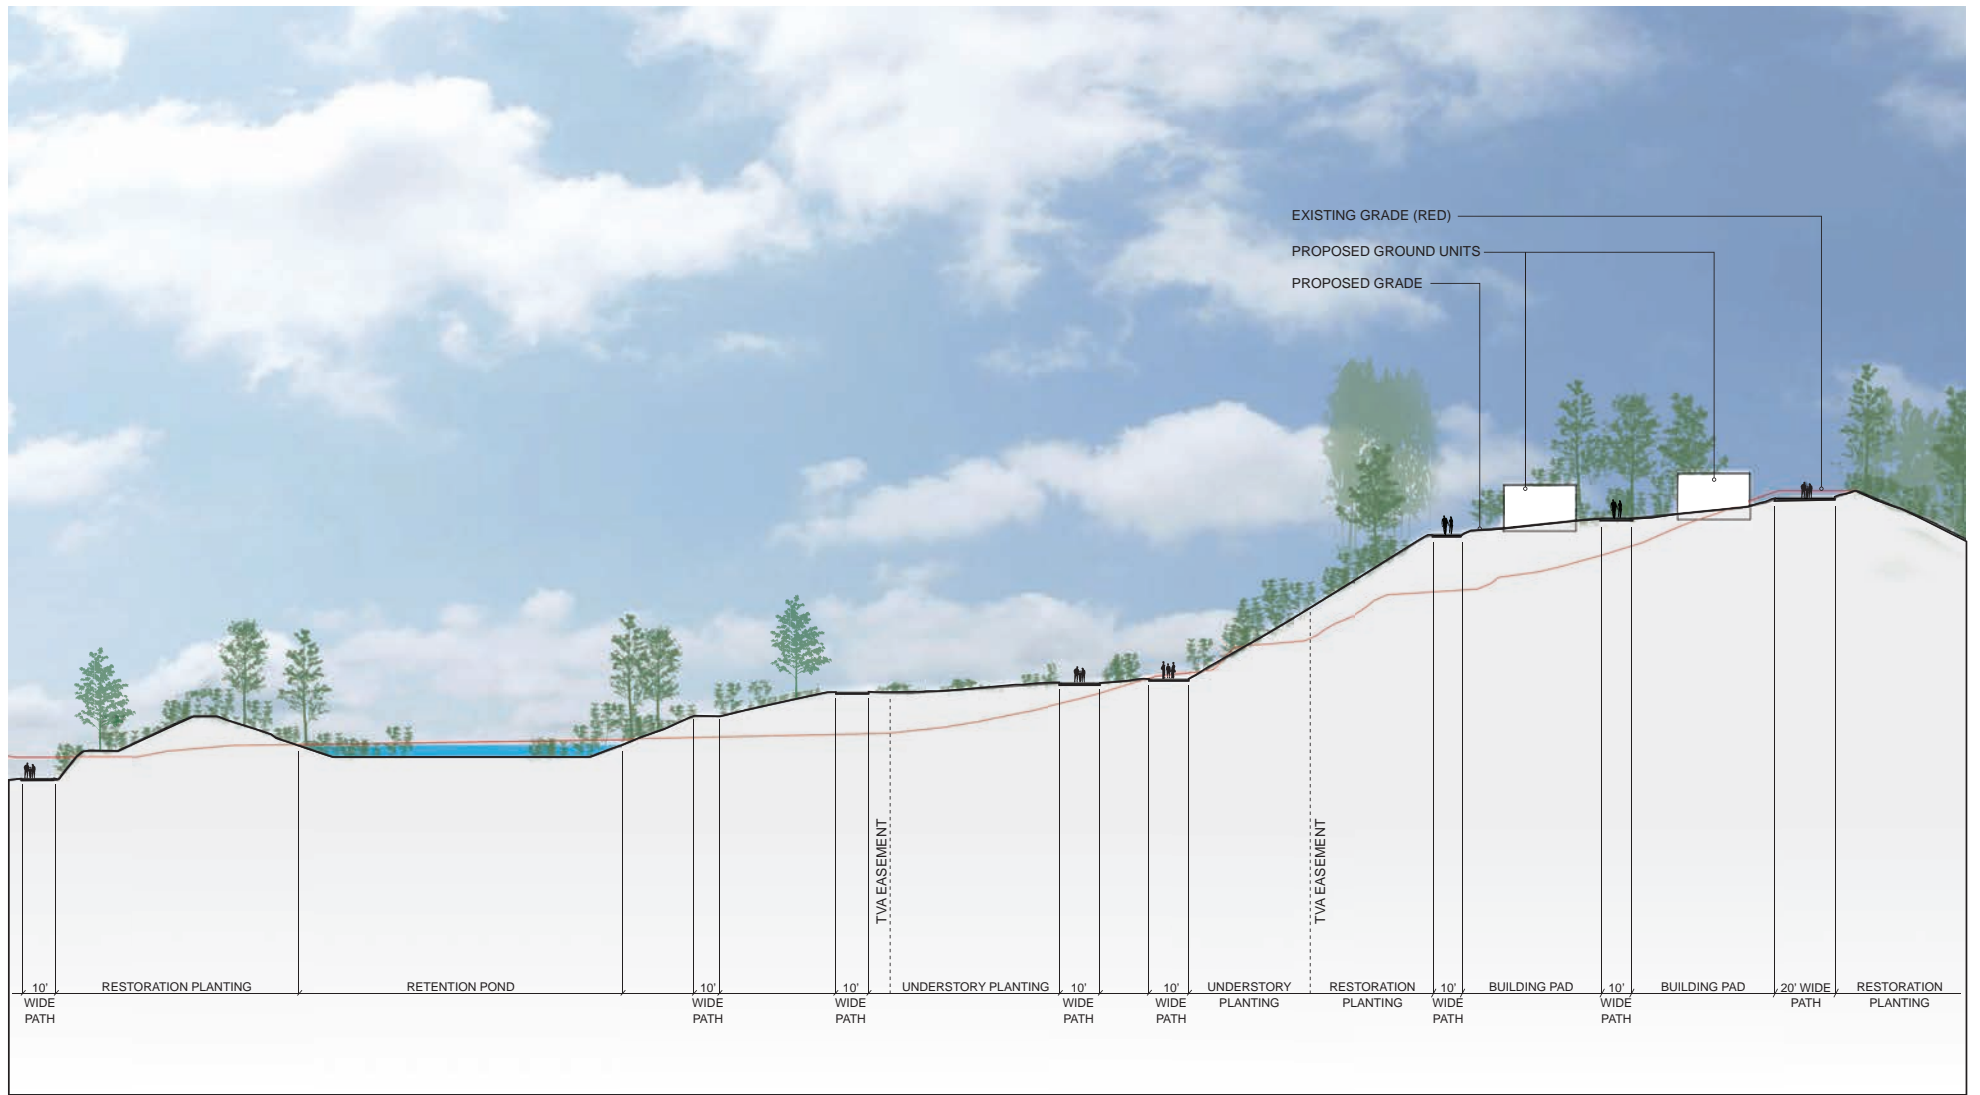 EXISTING GRADE (RED)
PROPOSED GROUND UNITS
PROPOSED GRADE
TVA EASEMENT
TVA EASEMENT
10'
WIDE
PATH
RESTORATION PLANTING
RETENTION POND
10'
WIDE
PATH
10'
WIDE
PATH
UNDERSTORY PLANTING
10'
WIDE
PATH
10'
WIDE
PATH
UNDERSTORY
PLANTING
RESTORATION
PLANTING
10'
WIDE
PATH
BUILDING PAD
10'
WIDE
PATH
BUILDING PAD
20' WIDE
PATH
RESTORATION
PLANTING